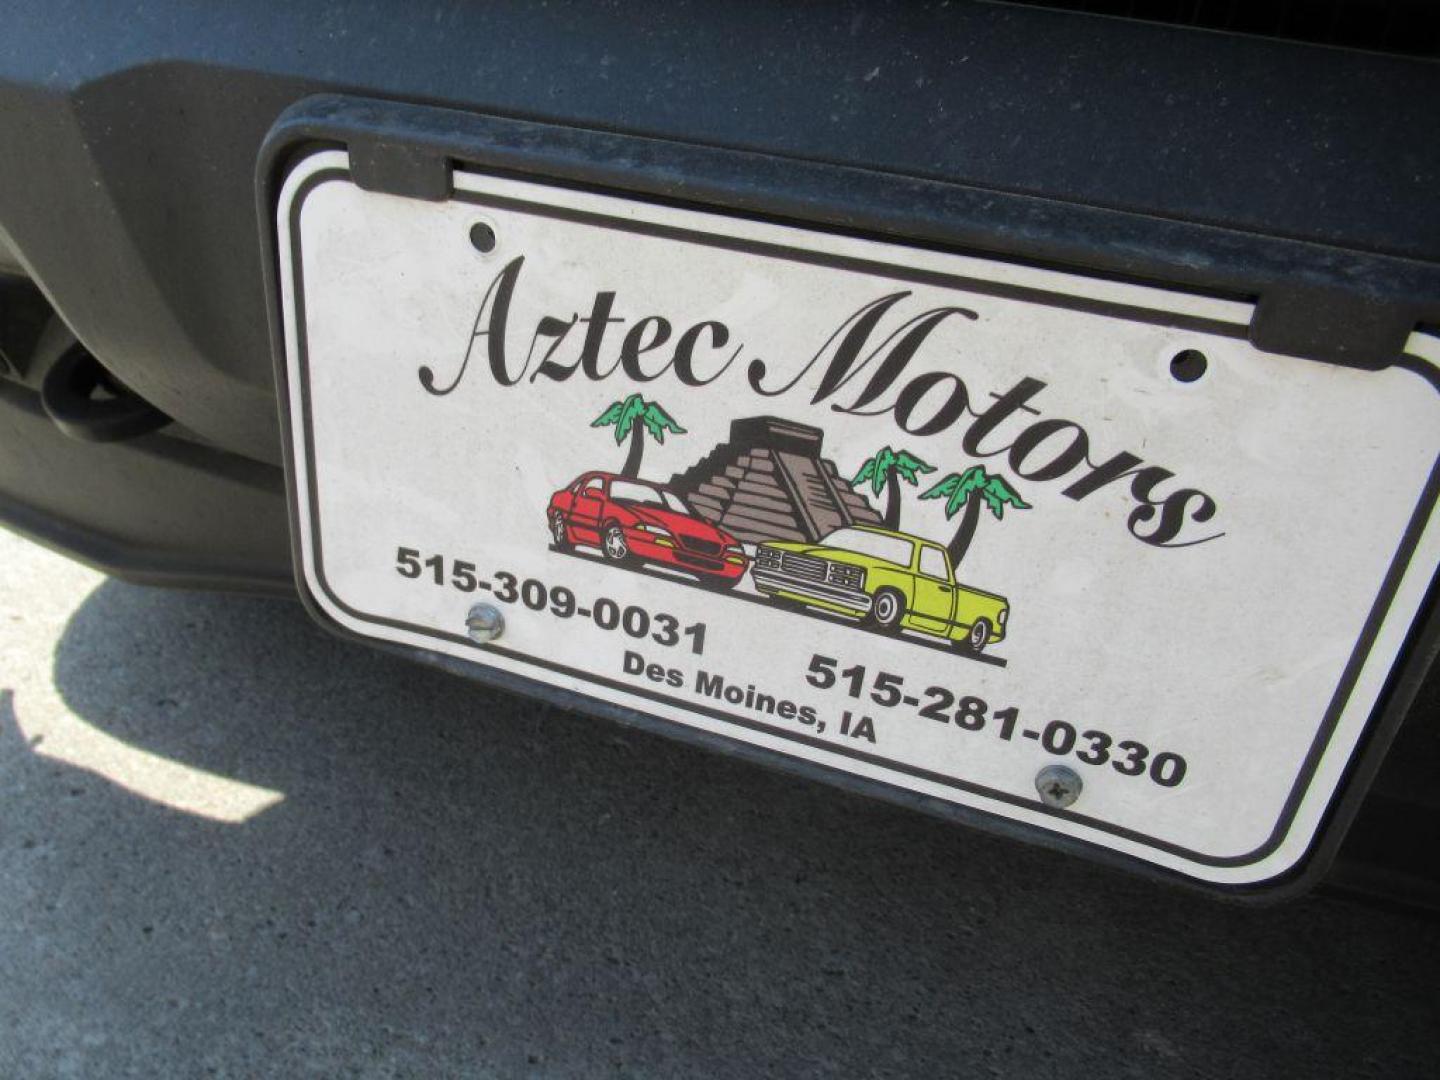 Aztec Motors
515-309-0031
515-281-0330
Des Moines, IA